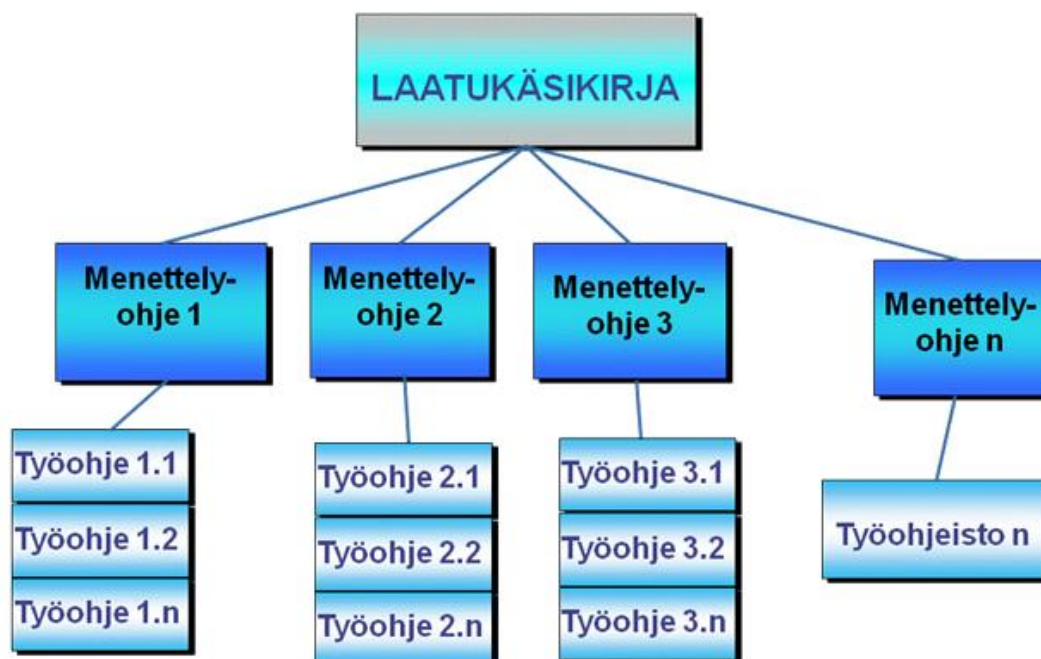 LAATUKÄSIKIRJA
Menettely-
ohje 1
Menettely-
ohje 2
Menettely-
ohje 3
Menettely-
ohje n
Työohje 1.1
Työohje 1.2
Työohje 1.n
Työohje 2.1
Työohje 2.2
Työohje 2.n
Työohje 3.1
Työohje 3.2
Työohje 3.n
Työohjeisto n